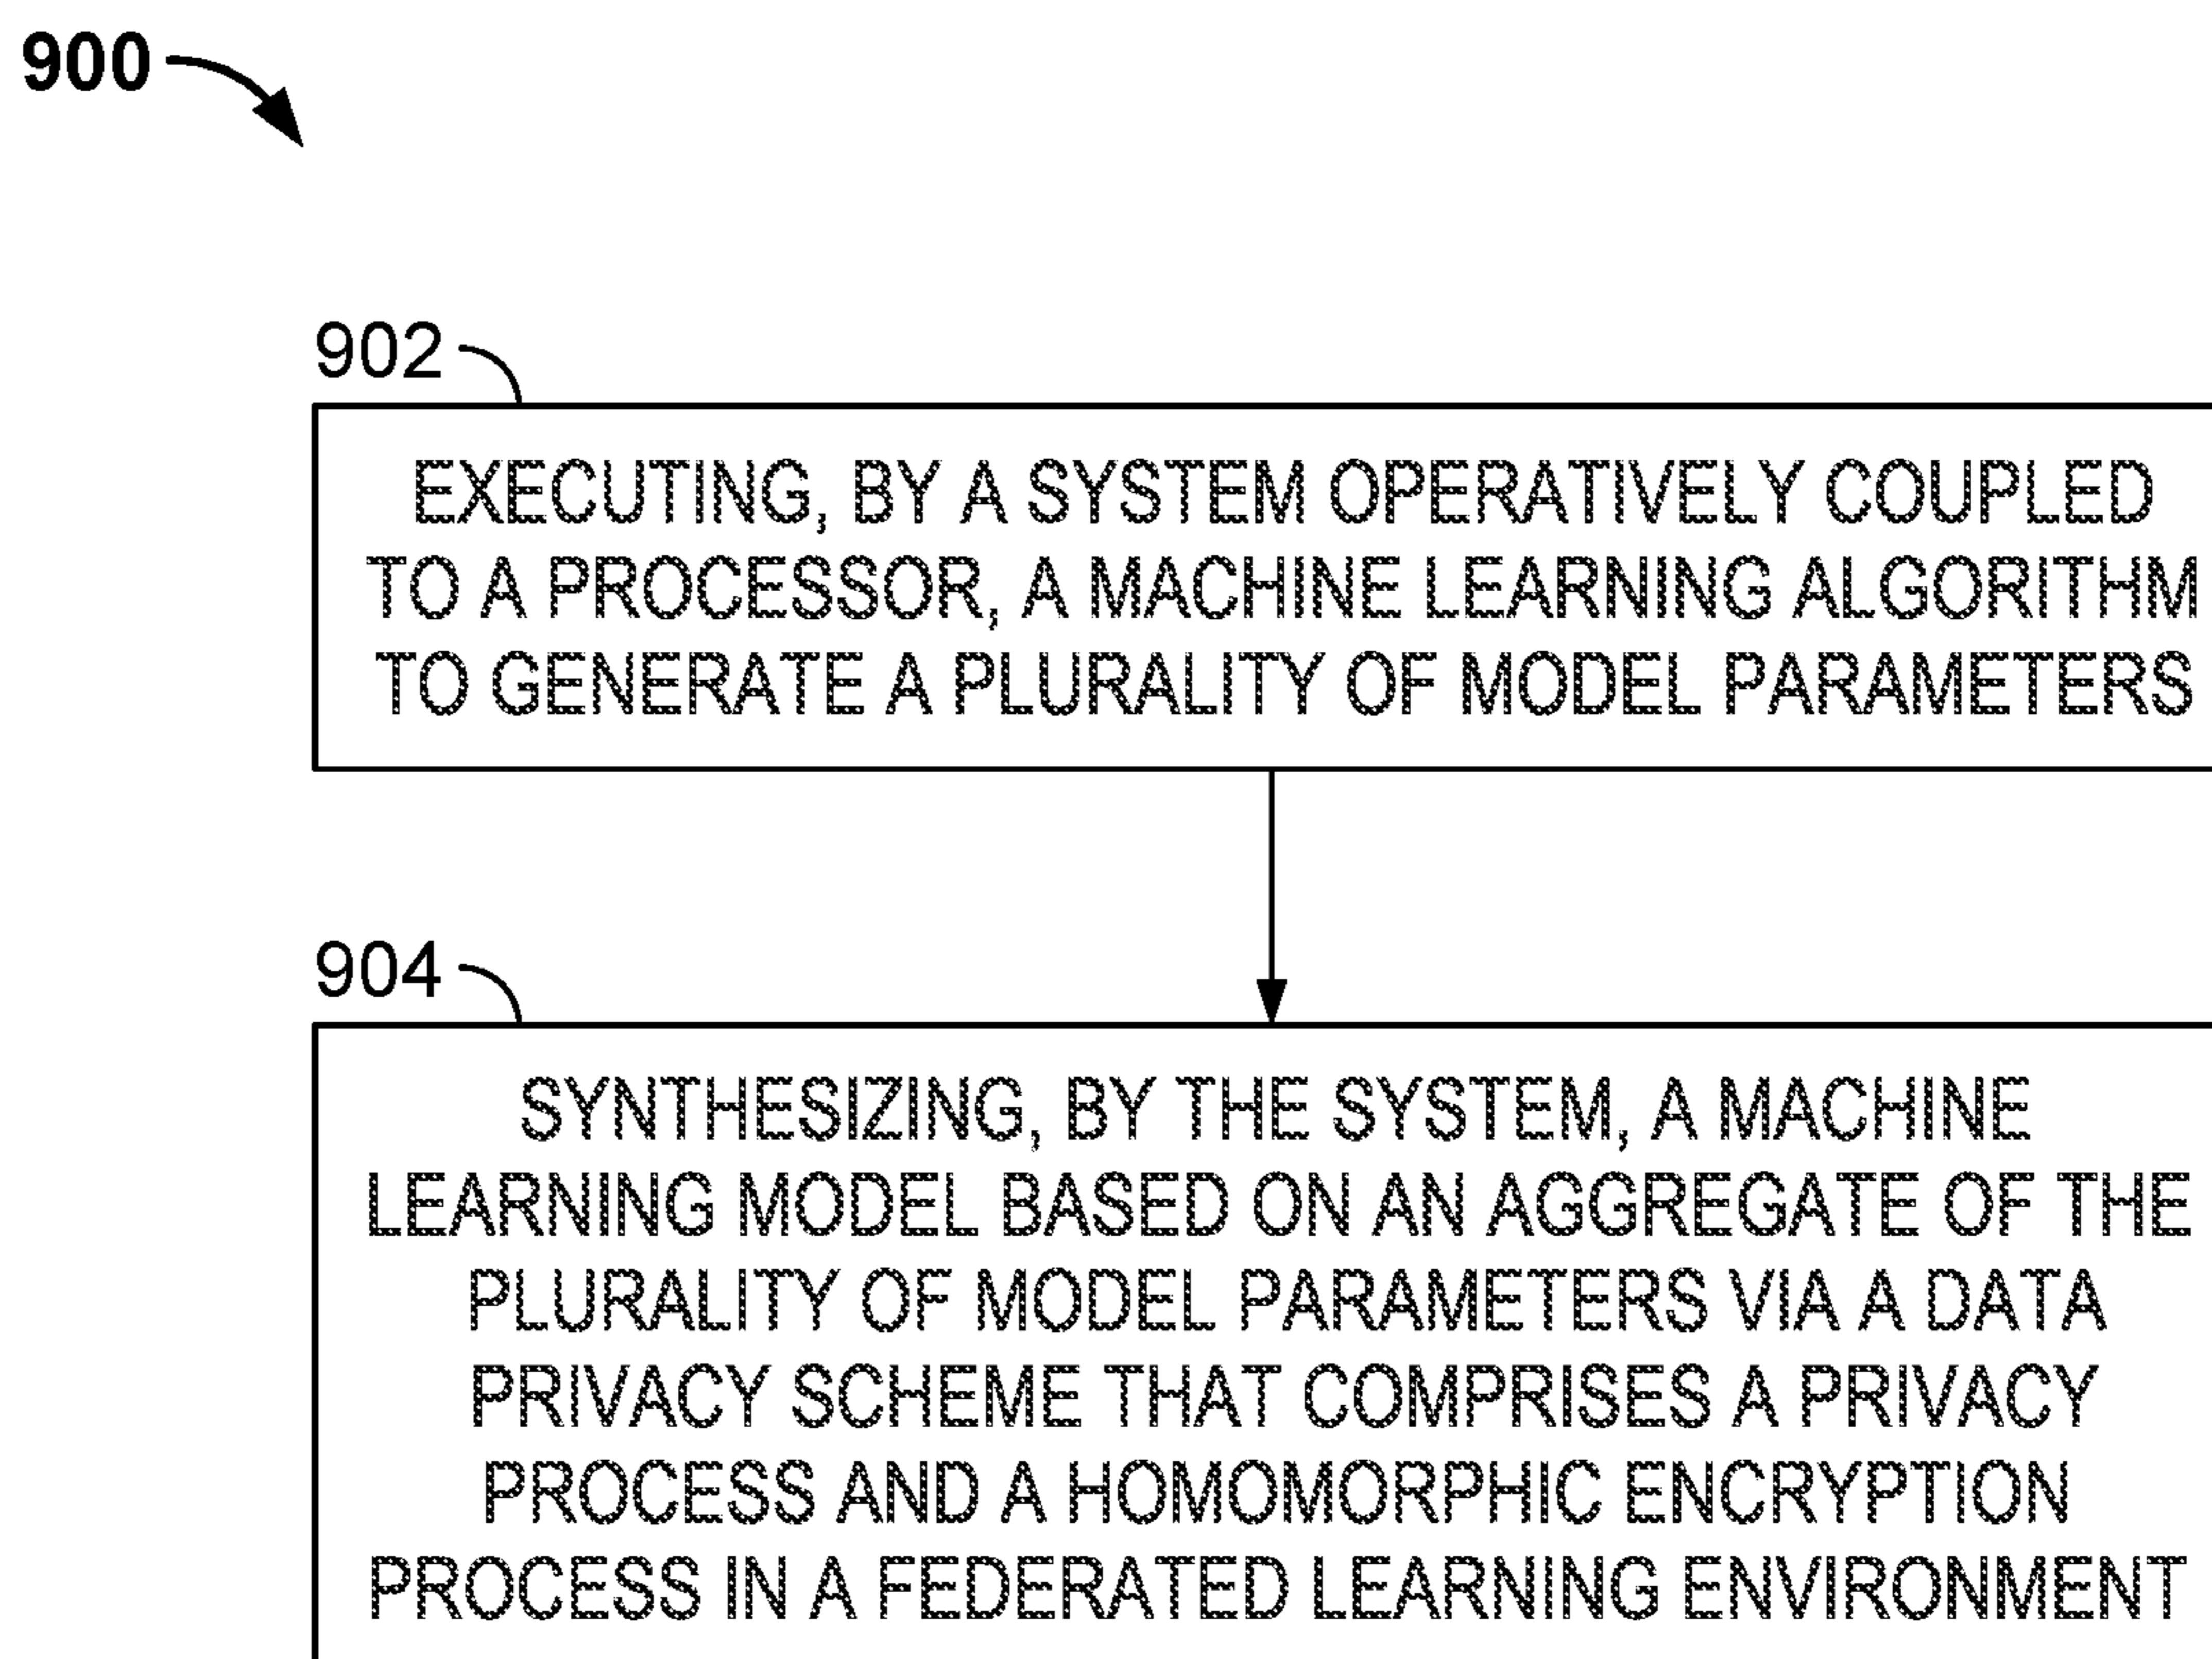 900
902
EXECUTING, BY A SYSTEM OPERATIVELY COUPLED
TO A PROCESSOR, A MACHINE LEARNING ALGORITHM
TO GENERATE A PLURALITY OF MODEL PARAMETERS
904
SYNTHESIZING, BY THE SYSTEM, A MACHINE
LEARNING MODEL BASED ON AN AGGREGATE OF THE
PLURALITY OF MODEL PARAMETERS VIA A DATA
PRIVACY SCHEME THAT COMPRISES A PRIVACY
PROCESS AND A HOMOMORPHIC ENCRYPTION
PROCESS IN A FEDERATED LEARNING ENVIRONMENT